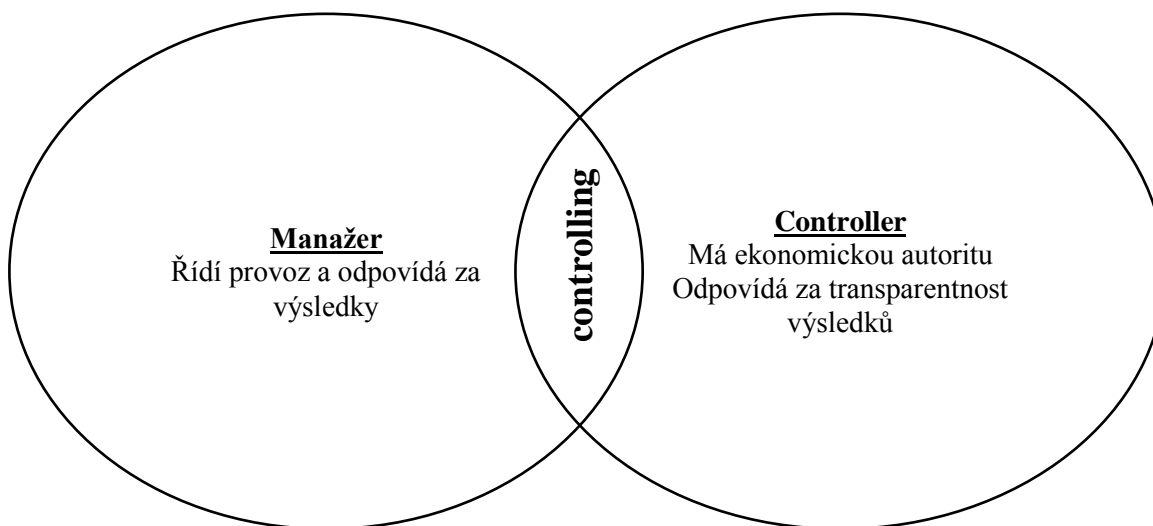 Manažer
Řídí provoz a odpovídá za
výsledky
controlling
Controller
Má ekonomickou autoritu
Odpovídá za transparentnost
výsledků